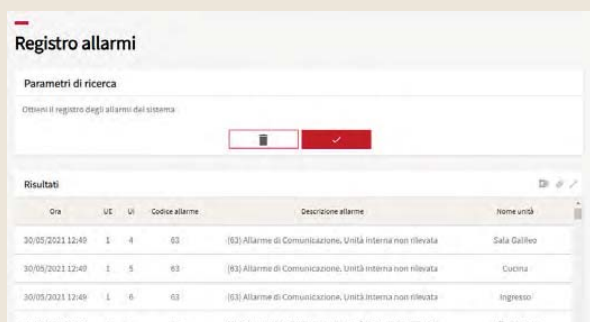 Registro allarmi
Parametri di ricerca
Ottieni il registro degli allarmi del sistema
Risultati
Ora UE UI Codice allarme Descrizione allarme Nome unità
30/05/2021 12:49 1 4 63 (63) Allarme di Comunicazione. Unità interna non rilevata Sala Galileo
30/05/2021 12:49 1 5 63 (63) Allarme di Comunicazione. Unità interna non rilevata Cucina
30/05/2021 12:49 1 6 63 (63) Allarme di Comunicazione. Unità interna non rilevata Ingresso